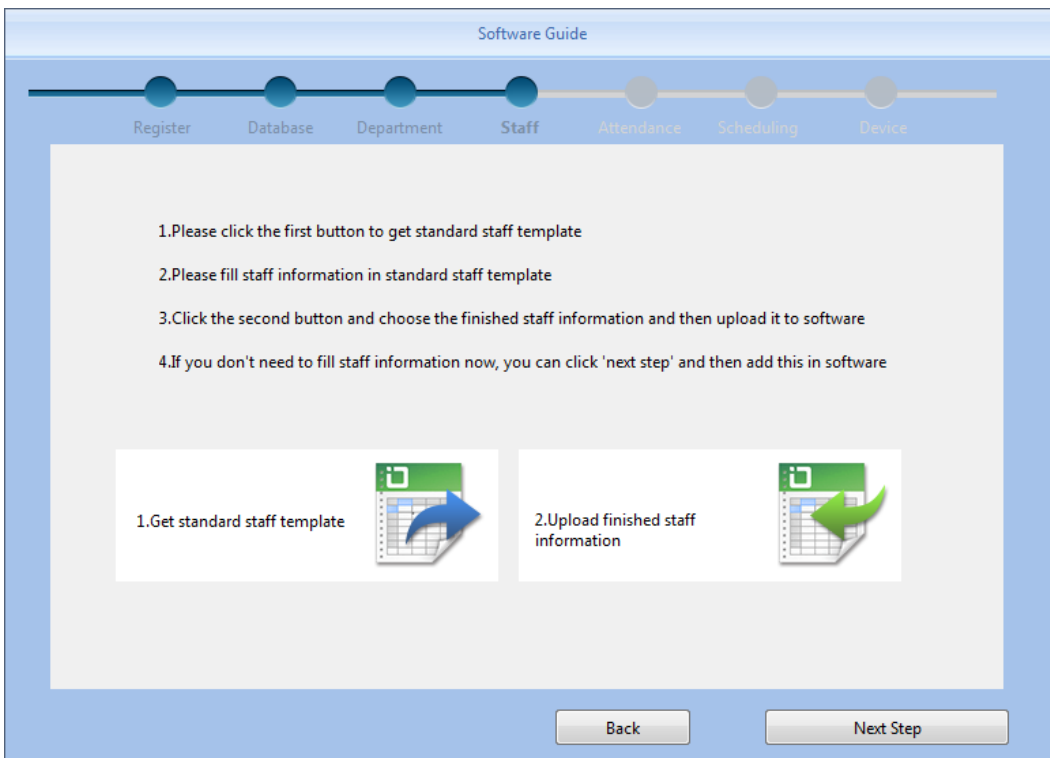 Software Guide
Register Database Department Staff Attendance Scheduling Device
1.Please click the first button to get standard staff template
2.Please fill staff information in standard staff template
3.Click the second button and choose the finished staff information and then upload it to software
4.If you don't need to fill staff information now, you can click 'next step' and then add this in software
1.Get standard staff template
2.Upload finished staff
information
Back Next Step